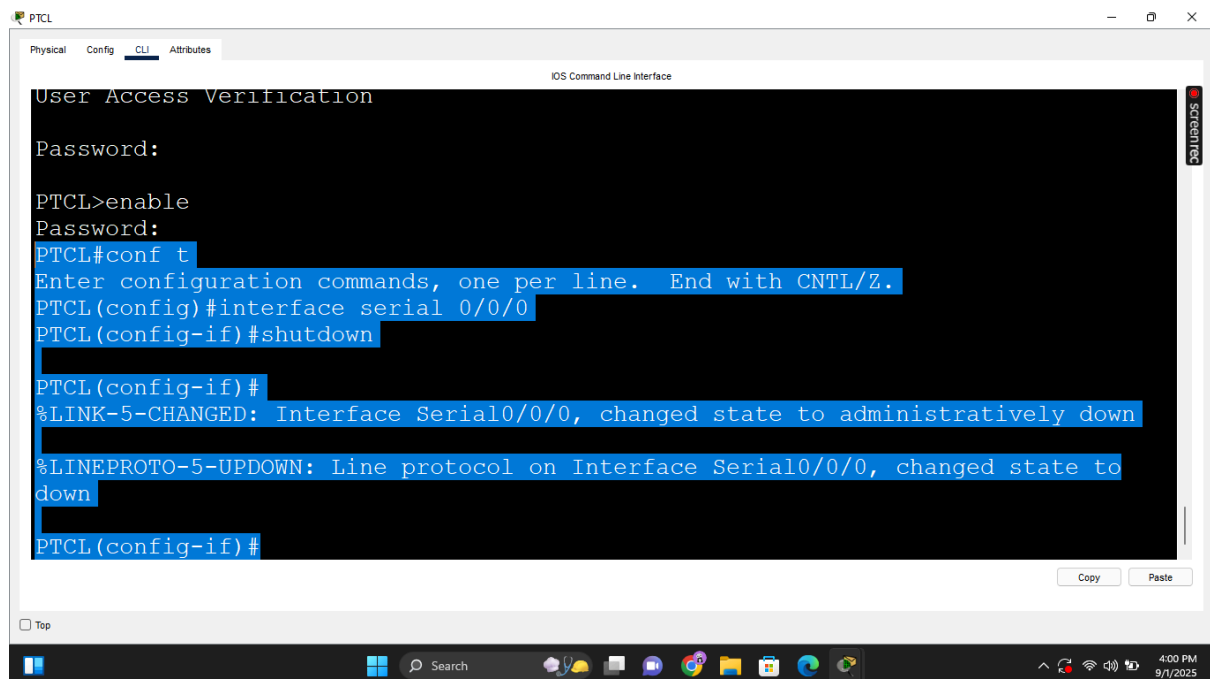 PTCL
Physical Config CLI Attributes
IOS Command Line Interface
User Access Verification
Password:
PTCL>enable
Password:
PTCL#conf t
Enter configuration commands, one per line.  End with CNTL/Z.
PTCL(config)#interface serial 0/0/0
PTCL(config-if)#shutdown
PTCL(config-if)#
%LINK-5-CHANGED: Interface Serial0/0/0, changed state to administratively down
%LINEPROTO-5-UPDOWN: Line protocol on Interface Serial0/0/0, changed state to
down
PTCL(config-if)#
screenrec
Copy Paste
Top
Search
4:00 PM
9/1/2025